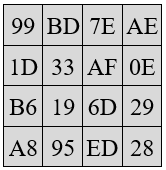 99 BD 7E AE
1D 33 AF 0E
B6 19 6D 29
A8 95 ED 28